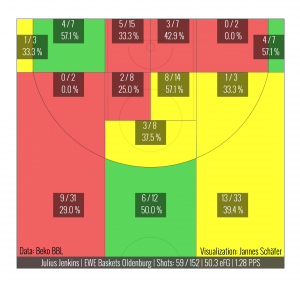 4 / 7
57.1 %
5 / 15
33.3 %
3 / 7
42.9 %
0 / 2
0.0 %
1 / 3
33.3 %
4 / 7
57.1 %
0 / 2
0.0 %
2 / 8
25.0 %
8 / 14
57.1 %
1 / 3
33.3 %
3 / 8
37.5 %
9 / 31
29.0 %
6 / 12
50.0 %
13 / 33
39.4 %
Data: Beko BBL
Visualization: Jannes Schäfer
Julius Jenkins | EWE Baskets Oldenburg | Shots: 59 / 152 | 50.3 eFG | 1.28 PPS